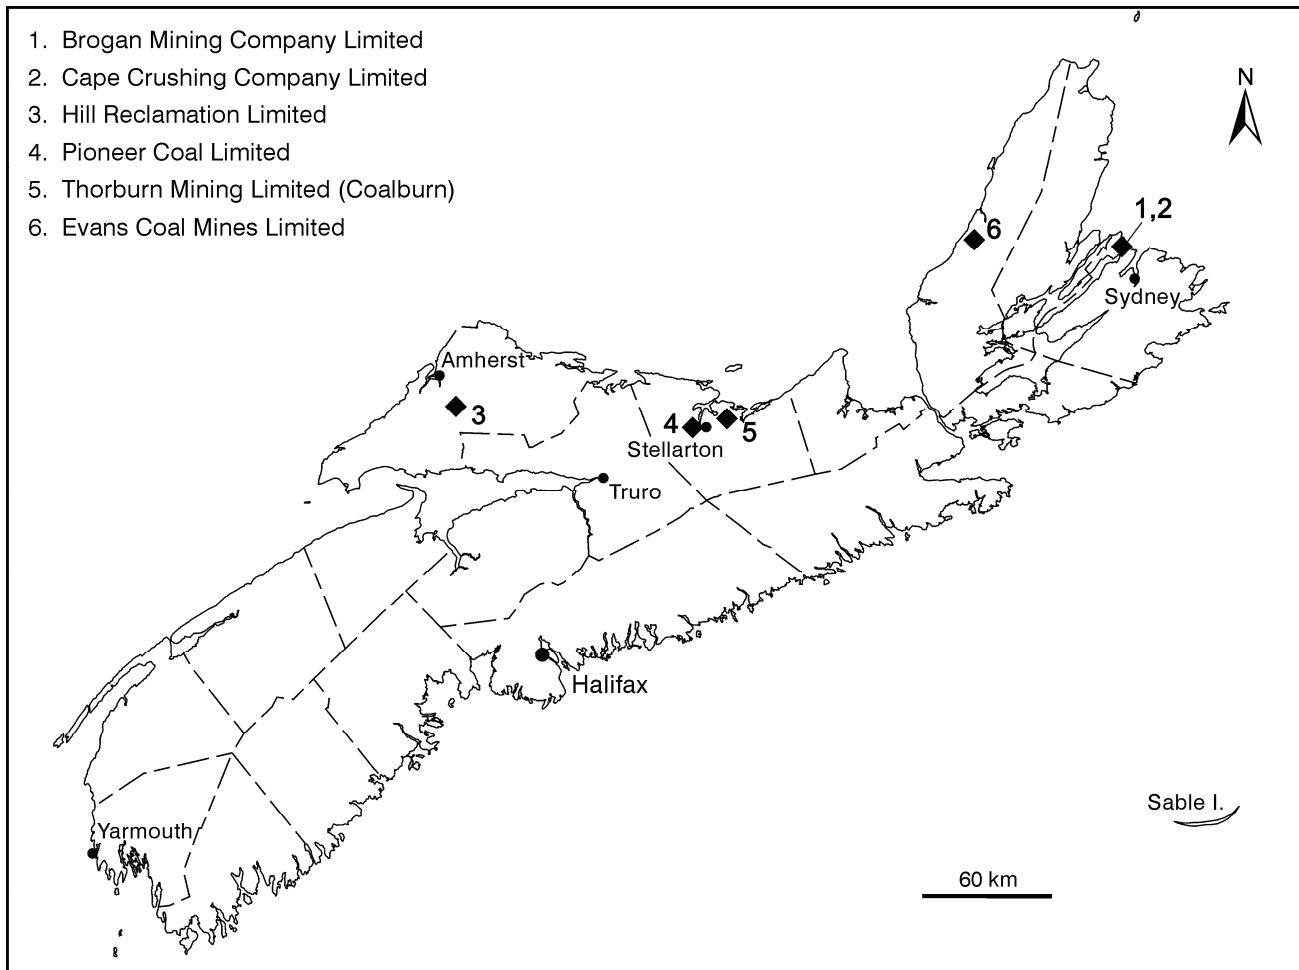 1. Brogan Mining Company Limited
2. Cape Crushing Company Limited
3. Hill Reclamation Limited
4. Pioneer Coal Limited
5. Thorburn Mining Limited (Coalburn)
6. Evans Coal Mines Limited
N
1,2
6
Sydney
Amherst
3
4
5
Stellarton
Truro
Halifax
Sable I.
Yarmouth
60 km